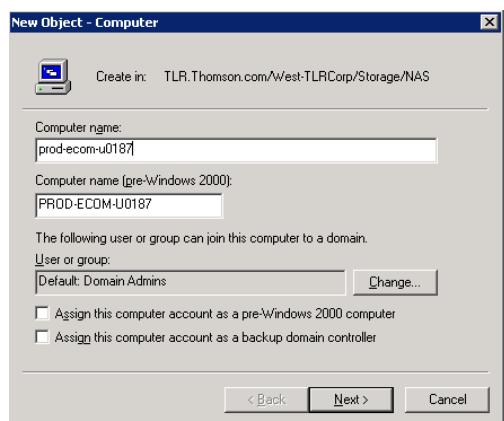 New Object - Computer
Create in: TLR.Thomson.com/West-TLRCorp/Storage/NAS
Computer name:
prod-ecom-u0187
Computer name (pre-Windows 2000):
PROD-ECOM-U0187
The following user or group can join this computer to a domain.
User or group:
Default: Domain Admins
Change...
Assign this computer account as a pre-Windows 2000 computer
Assign this computer account as a backup domain controller
< Back Next > Cancel